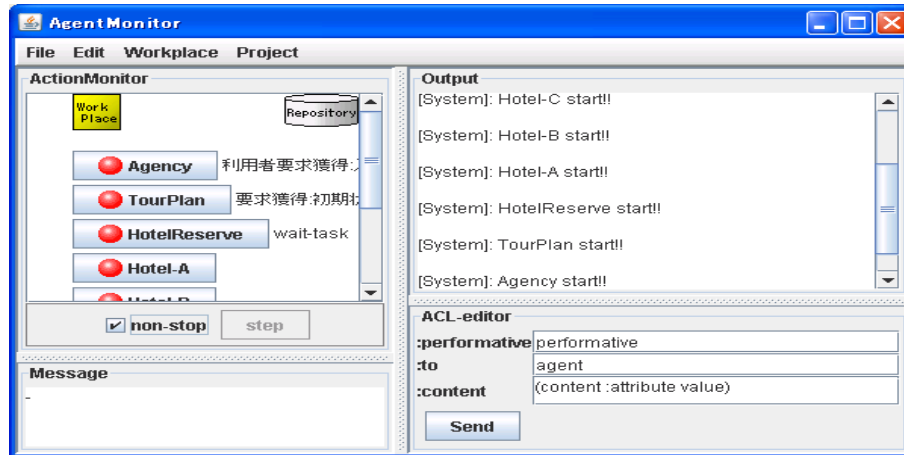 AgentMonitor
File Edit Workplace Project
ActionMonitor
Work
Place
Repository
Agency 利用者要求獲得:
TourPlan 要求獲得:初期
HotelReserve wait-task
Hotel-A
Hotel-B
non-stop step
Message
-
Output
[System]: Hotel-C start!!
[System]: Hotel-B start!!
[System]: Hotel-A start!!
[System]: HotelReserve start!!
[System]: TourPlan start!!
[System]: Agency start!!
ACL-editor
:performative performative
:to agent
:content (content :attribute value)
Send